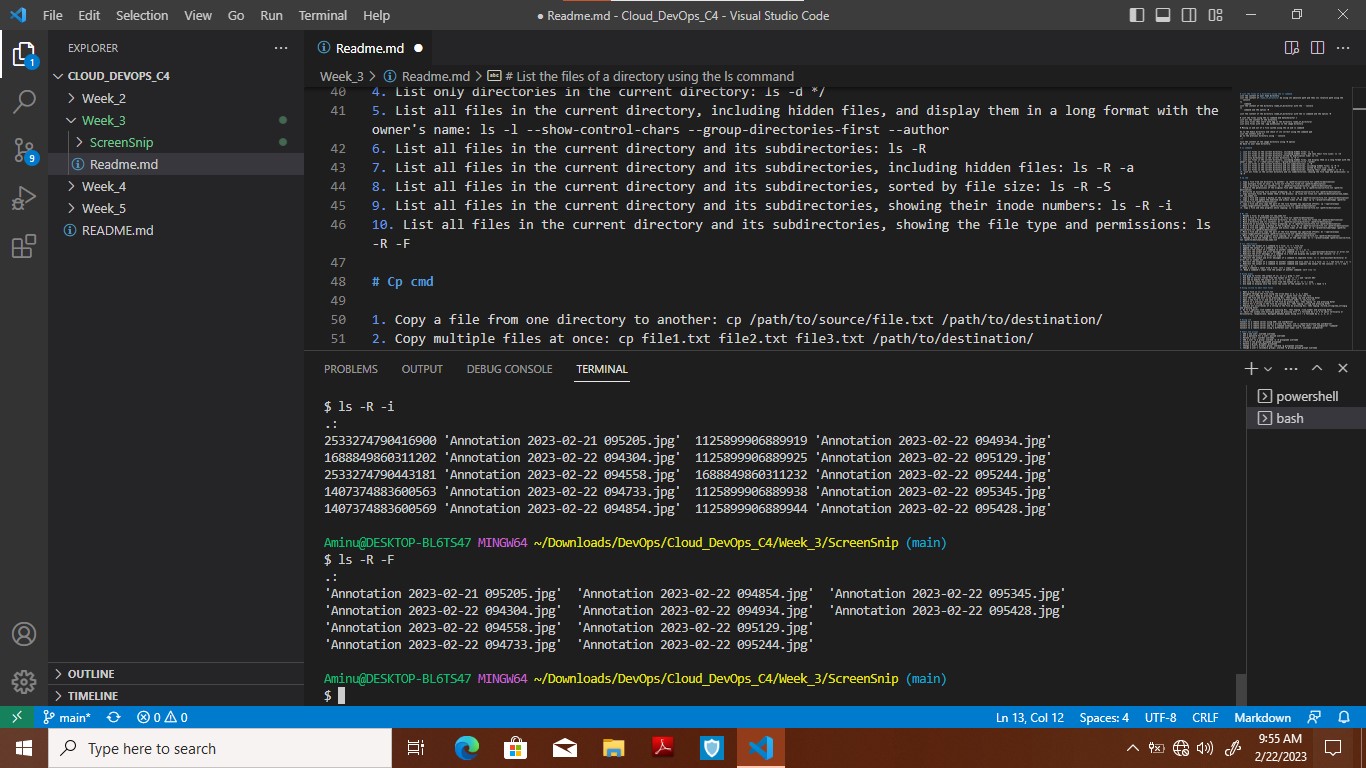 File Edit Selection View Go Run Terminal Help
● Readme.md - Cloud_DevOps_C4 - Visual Studio Code
EXPLORER
CLOUD_DEVOPS_C4
Week_2
Week_3
ScreenSnip
Readme.md
Week_4
Week_5
README.md
OUTLINE
TIMELINE
1
9
Readme.md ●
Week_3 > Readme.md > # List the files of a directory using the ls command
40 4. List only directories in the current directory: ls -d */
41 5. List all files in the current directory, including hidden files, and display them in a long format with the
owner's name: ls -l --show-control-chars --group-directories-first --author
42 6. List all files in the current directory and its subdirectories: ls -R
43 7. List all files in the current directory and its subdirectories, including hidden files: ls -R -a
44 8. List all files in the current directory and its subdirectories, sorted by file size: ls -R -S
45 9. List all files in the current directory and its subdirectories, showing their inode numbers: ls -R -i
46 10. List all files in the current directory and its subdirectories, showing the file type and permissions: ls
-R -F
47
48 # Cp cmd
49
50 1. Copy a file from one directory to another: cp /path/to/source/file.txt /path/to/destination/
51 2. Copy multiple files at once: cp file1.txt file2.txt file3.txt /path/to/destination/
PROBLEMS OUTPUT DEBUG CONSOLE TERMINAL
powershell
bash
$ ls -R -i
.:
2533274790416900 'Annotation 2023-02-21 095205.jpg' 1125899906889919 'Annotation 2023-02-22 094934.jpg'
1688849860311202 'Annotation 2023-02-22 094304.jpg' 1125899906889925 'Annotation 2023-02-22 095129.jpg'
2533274790443181 'Annotation 2023-02-22 094558.jpg' 1688849860311232 'Annotation 2023-02-22 095244.jpg'
1407374883600563 'Annotation 2023-02-22 094733.jpg' 1125899906889938 'Annotation 2023-02-22 095345.jpg'
1407374883600569 'Annotation 2023-02-22 094854.jpg' 1125899906889944 'Annotation 2023-02-22 095428.jpg'
Aminu@DESKTOP-BL6TS47 MINGW64 ~/Downloads/DevOps/Cloud_DevOps_C4/Week_3/ScreenSnip (main)
$ ls -R -F
.:
'Annotation 2023-02-21 095205.jpg' 'Annotation 2023-02-22 094854.jpg' 'Annotation 2023-02-22 095345.jpg'
'Annotation 2023-02-22 094304.jpg' 'Annotation 2023-02-22 094934.jpg' 'Annotation 2023-02-22 095428.jpg'
'Annotation 2023-02-22 094558.jpg' 'Annotation 2023-02-22 095129.jpg'
'Annotation 2023-02-22 094733.jpg' 'Annotation 2023-02-22 095244.jpg'
Aminu@DESKTOP-BL6TS47 MINGW64 ~/Downloads/DevOps/Cloud_DevOps_C4/Week_3/ScreenSnip (main)
$
main* 0 0 Ln 13, Col 12 Spaces: 4 UTF-8 CRLF Markdown
Type here to search
9:55 AM
2/22/2023